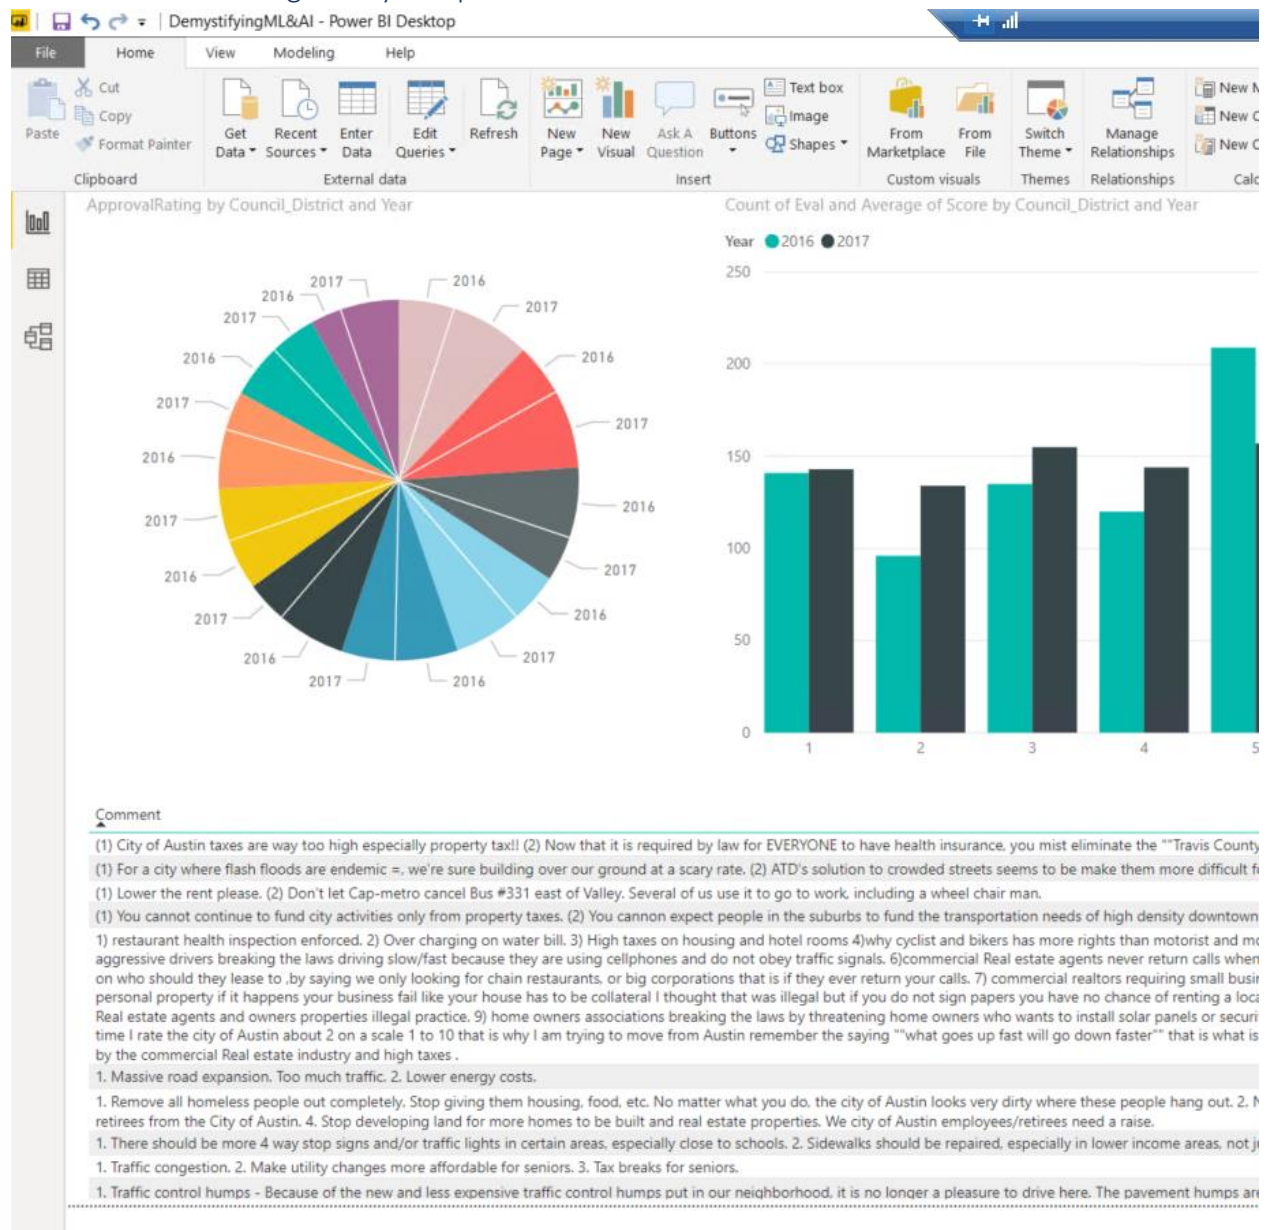 DemystifyingML&AI - Power BI Desktop
File Home View Modeling Help
Paste
Cut
Copy
Format Painter
Clipboard
Get Data
Recent Sources
Enter Data
Edit Queries
Refresh
External data
New Page
New Visual
Ask A Question
Buttons
Text box
Image
Shapes
Insert
From Marketplace
From File
Custom visuals
Switch Theme
Themes
Manage Relationships
Relationships
New
New
New
ApprovalRating by Council_District and Year
2017
2016
2016
2017
2017
2016
2016
2017
2017
2016
2016
2017
2017
2016
2016
2017
2017
2016
2017
2016
Count of Eval and Average of Score by Council_District and Year
Year 2016 2017
250
200
150
100
50
0
1 2 3 4 5
Comment
(1) City of Austin taxes are way too high especially property tax!! (2) Now that it is required by law for EVERYONE to have health insurance, you mist eliminate the ""Travis County
(1) For a city where flash floods are endemic =, we're sure building over our ground at a scary rate. (2) ATD's solution to crowded streets seems to be make them more difficult
(1) Lower the rent please. (2) Don't let Cap-metro cancel Bus #331 east of Valley. Several of us use it to go to work, including a wheel chair man.
(1) You cannot continue to fund city activities only from property taxes. (2) You cannon expect people in the suburbs to fund the transportation needs of high density downtown
1) restaurant health inspection enforced. 2) Over charging on water bill. 3) High taxes on housing and hotel rooms 4)why cyclist and bikers has more rights than motorist and
aggressive drivers breaking the laws driving slow/fast because they are using cellphones and do not obey traffic signals. 6)commercial Real estate agents never return calls when
on who should they lease to ,by saying we only looking for chain restaurants, or big corporations that is if they ever return your calls. 7) commercial realtors requiring small
personal property if it happens your business fail like your house has to be collateral I thought that was illegal but if you do not sign papers you have no chance of renting a
Real estate agents and owners properties illegal practice. 9) home owners associations breaking the laws by threatening home owners who wants to install solar panels or
time I rate the city of Austin about 2 on a scale 1 to 10 that is why I am trying to move from Austin remember the saying ""what goes up fast will go down faster"" that is what is
by the commercial Real estate industry and high taxes .
1. Massive road expansion. Too much traffic. 2. Lower energy costs.
1. Remove all homeless people out completely. Stop giving them housing, food, etc. No matter what you do, the city of Austin looks very dirty where these people hang out. 2.
retirees from the City of Austin. 4. Stop developing land for more homes to be built and real estate properties. We city of Austin employees/retirees need a raise.
1. There should be more 4 way stop signs and/or traffic lights in certain areas, especially close to schools. 2. Sidewalks should be repaired, especially in lower income areas, not
1. Traffic congestion. 2. Make utility changes more affordable for seniors. 3. Tax breaks for seniors.
1. Traffic control humps - Because of the new and less expensive traffic control humps put in our neighborhood, it is no longer a pleasure to drive here. The pavement humps are